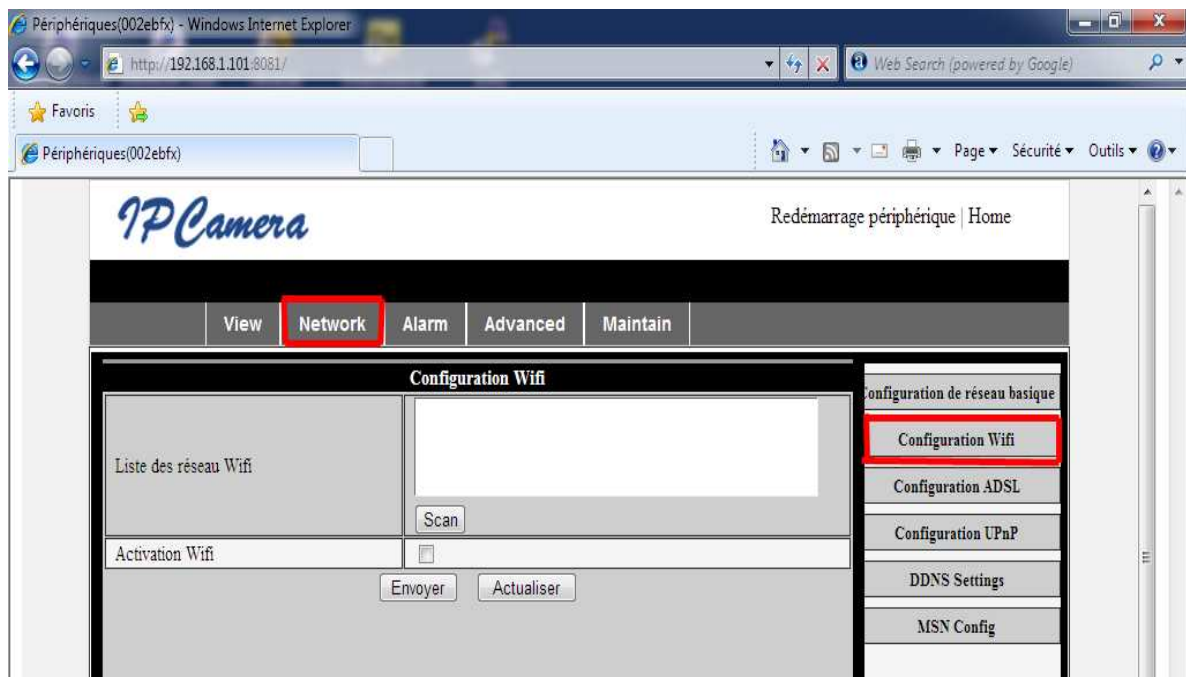 Périphériques(002ebfx) - Windows Internet Explorer
http://192.168.1.101:8081/
Web Search (powered by Google)
Favoris
Périphériques(002ebfx)
Page Sécurité Outils
IPCamera
Redémarrage périphérique | Home
View Network Alarm Advanced Maintain
Configuration Wifi
Liste des réseau Wifi
Scan
Activation Wifi
Envoyer Actualiser
Configuration de réseau basique
Configuration Wifi
Configuration ADSL
Configuration UPnP
DDNS Settings
MSN Config